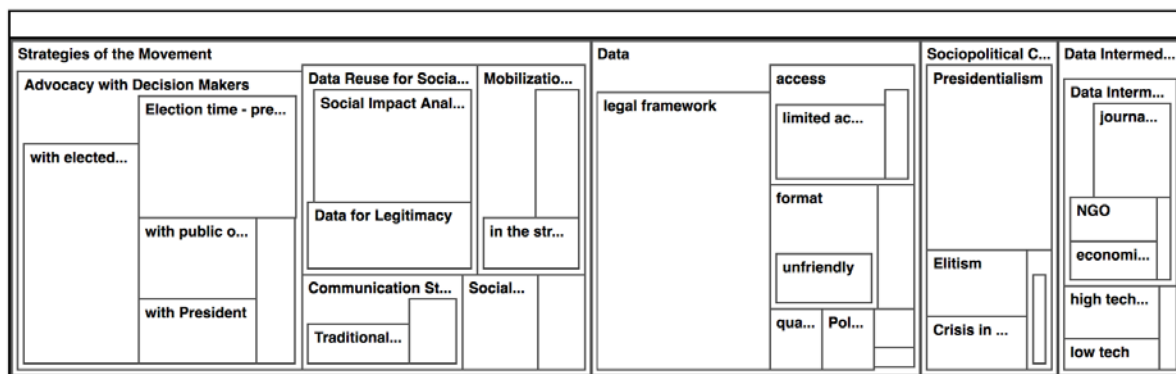 Strategies of the Movement
Advocacy with Decision Makers
Election time - pre...
with elected...
with public o...
with President
Data Reuse for Socia...
Social Impact Anal...
Data for Legitimacy
Mobilizatio...
in the str...
Communication St...
Traditional...
Social...
Data
legal framework
access
limited ac...
format
unfriendly
qua...
Pol...
Sociopolitical C...
Presidentialism
Elitism
Crisis in ...
Data Intermed...
Data Interm...
journa...
NGO
economi...
high tech...
low tech